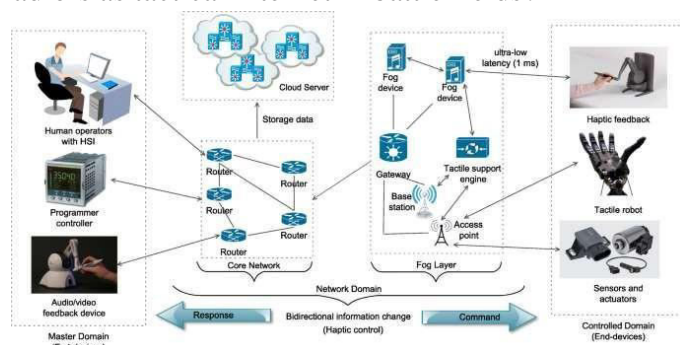 Cloud Server
Human operators
with HSI
Storage data
Fog
device
Fog
device
ultra-low
latency (1 ms)
Haptic feedback
Router
Router
Router
Router
Router
Programmer
controller
Gateway
Tactile support
engine
Base
station
Access
point
Tactile robot
Audio/video
feedback device
Core Network
Fog Layer
Sensors and
actuators
Network Domain
Response
Bidirectional information change
(Haptic control)
Command
Master Domain
Controlled Domain
(End-devices)